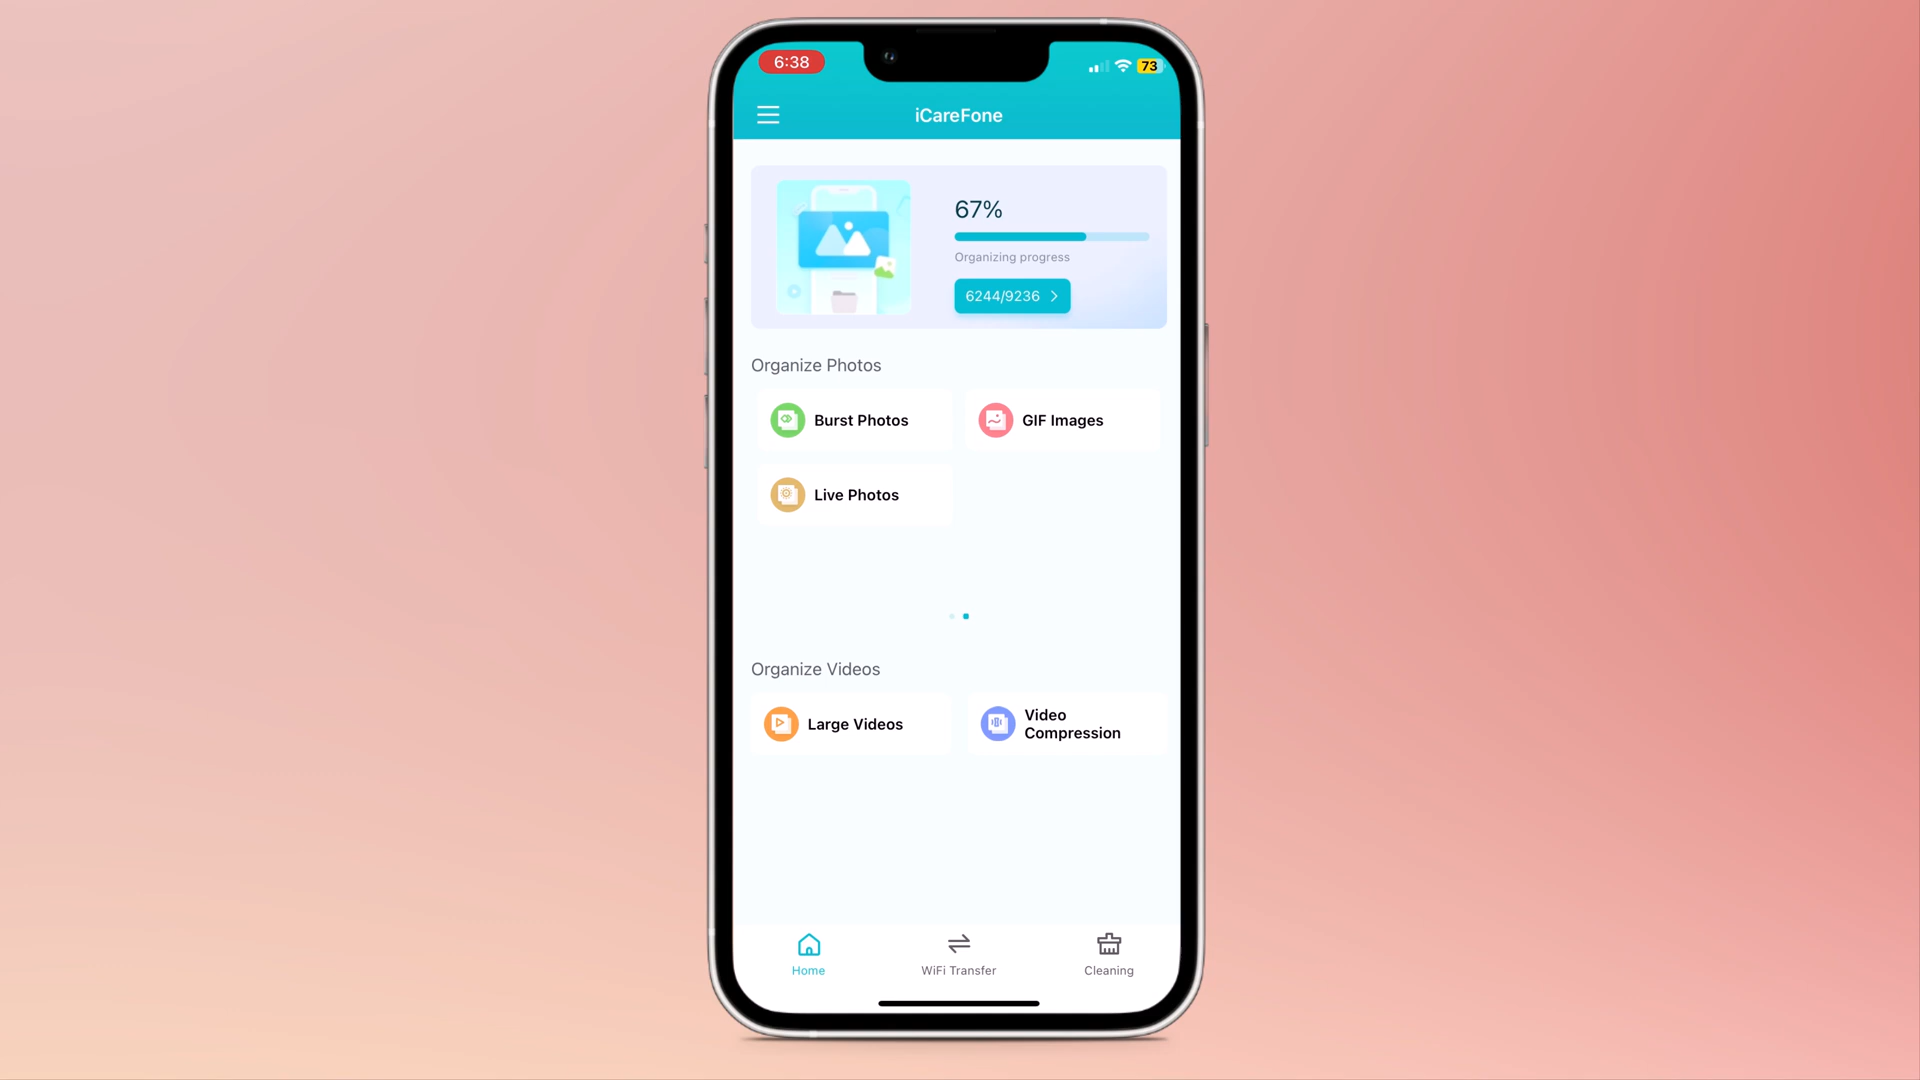 6:38
73
iCareFone
67%
Organizing progress
6244/9236
Organize Photos
Burst Photos
GIF Images
Live Photos
Organize Videos
Large Videos
Video
Compression
Home
WiFi Transfer
Cleaning